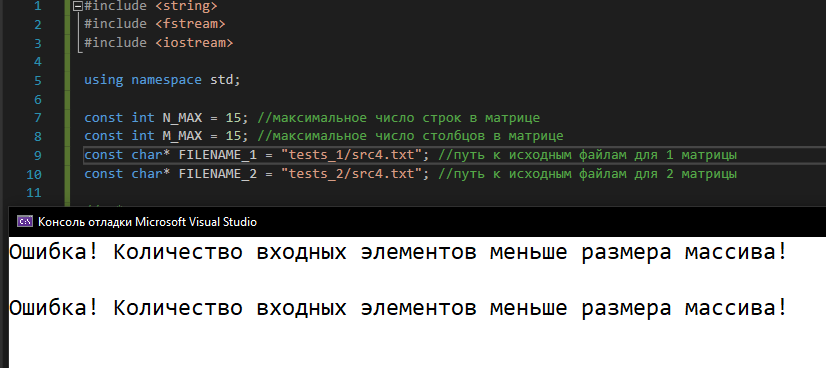 1 #include <string>
2 #include <fstream>
3 #include <iostream>
4
5 using namespace std;
6
7 const int N_MAX = 15; //максимальное число строк в матрице
8 const int M_MAX = 15; //максимальное число столбцов в матрице
9 const char* FILENAME_1 = "tests_1/src4.txt"; //путь к исходным файлам для 1 матрицы
10 const char* FILENAME_2 = "tests_2/src4.txt"; //путь к исходным файлам для 2 матрицы
11
Консоль отладки Microsoft Visual Studio
Ошибка! Количество входных элементов меньше размера массива!
Ошибка! Количество входных элементов меньше размера массива!